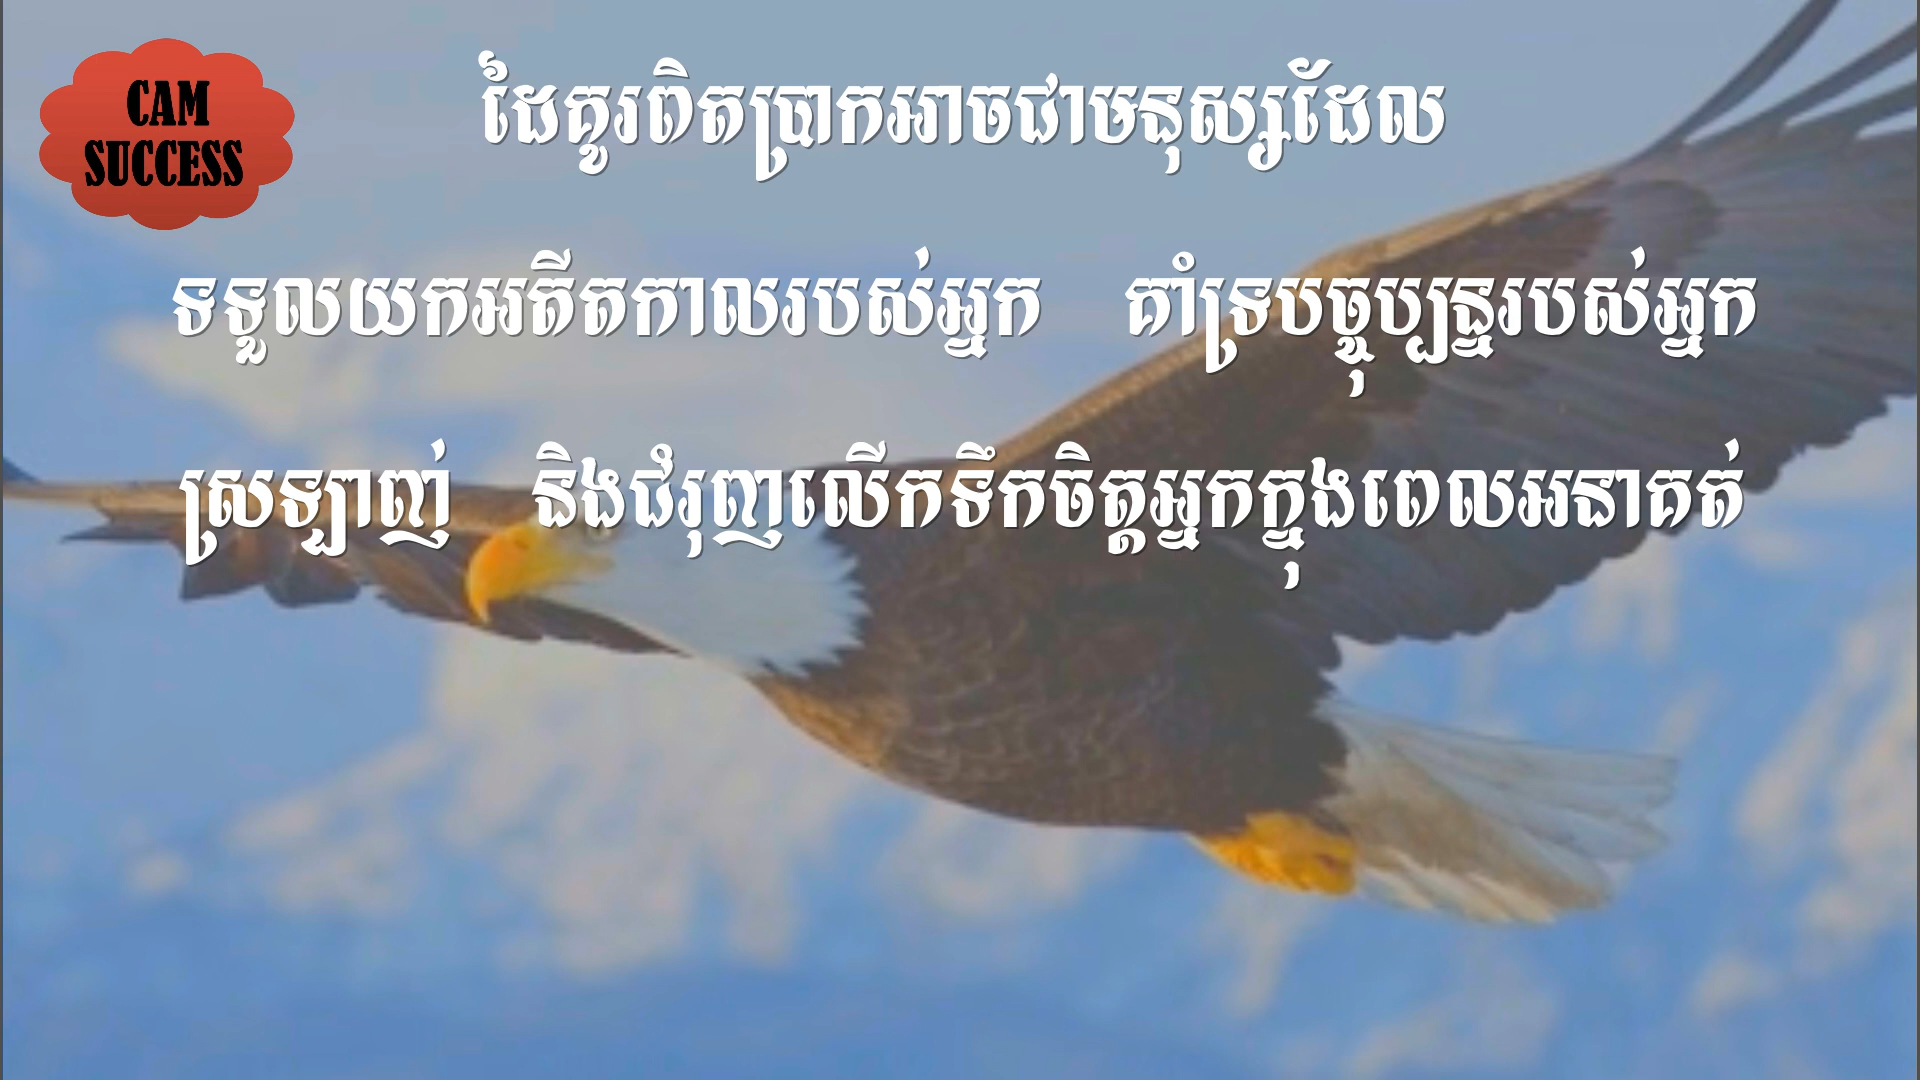 CAM
SUCCESS
ដៃគូរពិតប្រាកអាចជាមនុស្សដែល
ទទួលយកអតីតកាលរបស់អ្នក គាំទ្របច្ចុប្បន្នរបស់អ្នក
ស្រឡាញ់ និងជំរុញលើកទឹកចិត្តអ្នកក្នុងពេលអនាគត់